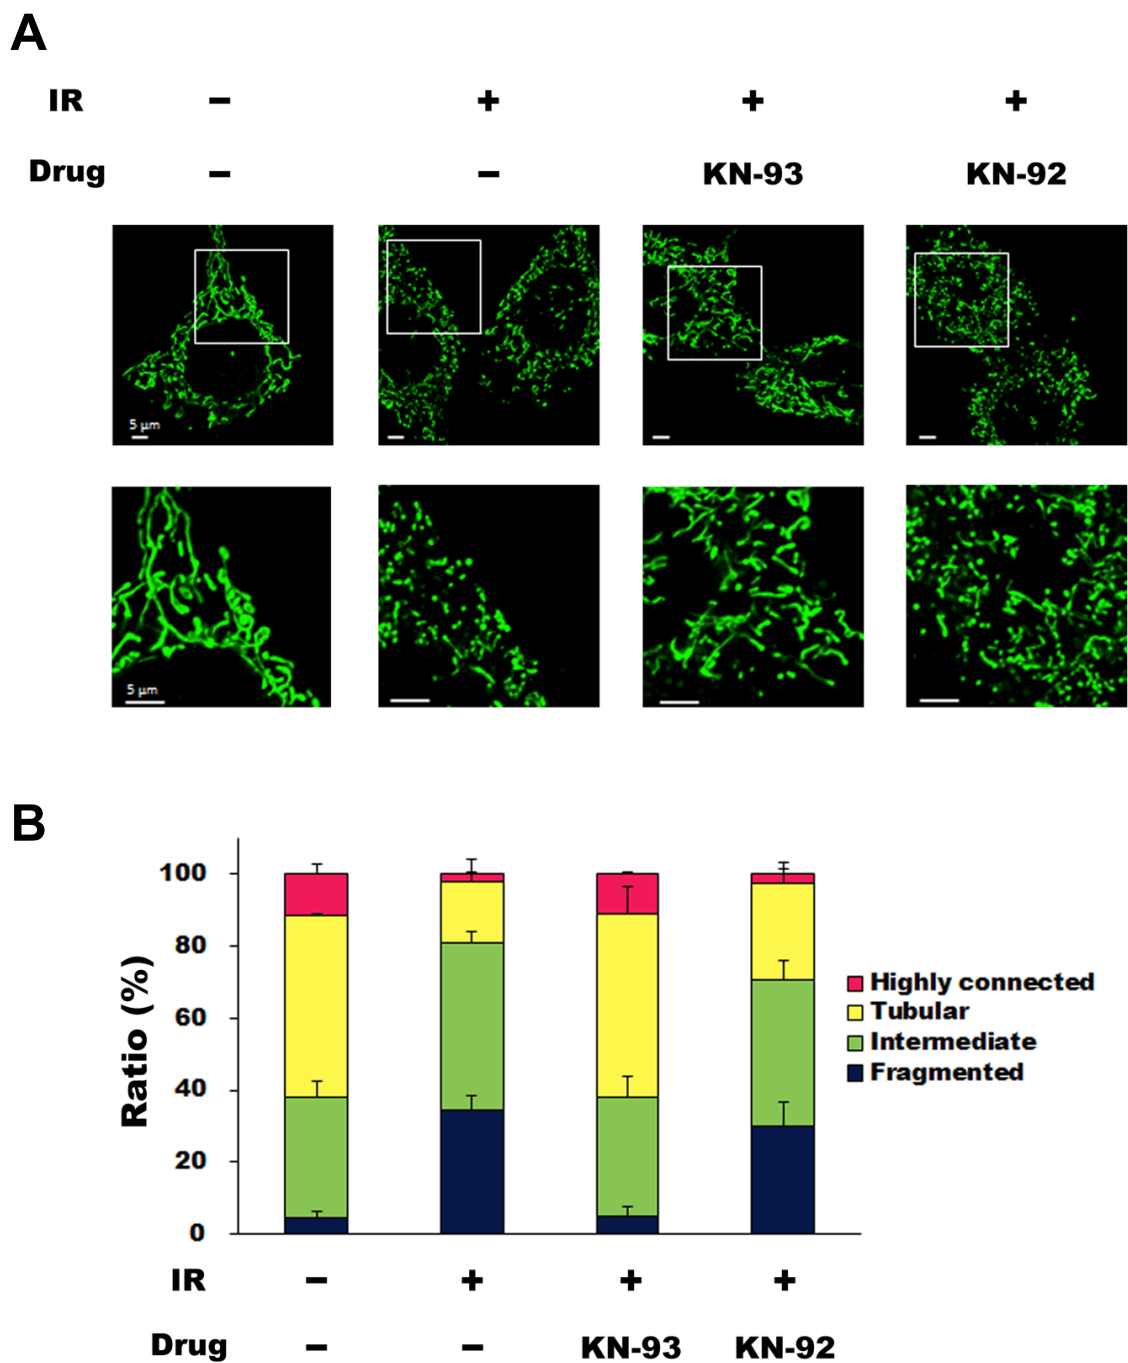 A
IR − + + +
Drug − − KN-93 KN-92
5 µm
5 µm
B
100
80
60
40
20
0
Ratio (%)
Highly connected
Tubular
Intermediate
Fragmented
IR − + + +
Drug − − KN-93 KN-92